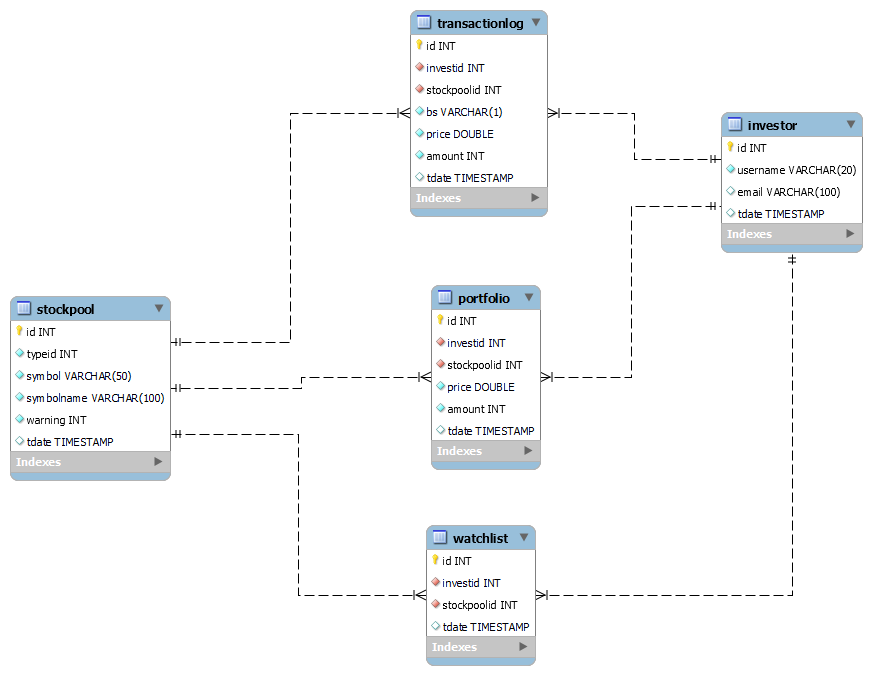 transactionlog
id INT
investid INT
stockpoolid INT
bs VARCHAR(1)
price DOUBLE
amount INT
tdate TIMESTAMP
Indexes
investor
id INT
username VARCHAR(20)
email VARCHAR(100)
tdate TIMESTAMP
Indexes
stockpool
id INT
typeid INT
symbol VARCHAR(50)
symbolname VARCHAR(100)
warning INT
tdate TIMESTAMP
Indexes
portfolio
id INT
investid INT
stockpoolid INT
price DOUBLE
amount INT
tdate TIMESTAMP
Indexes
watchlist
id INT
investid INT
stockpoolid INT
tdate TIMESTAMP
Indexes